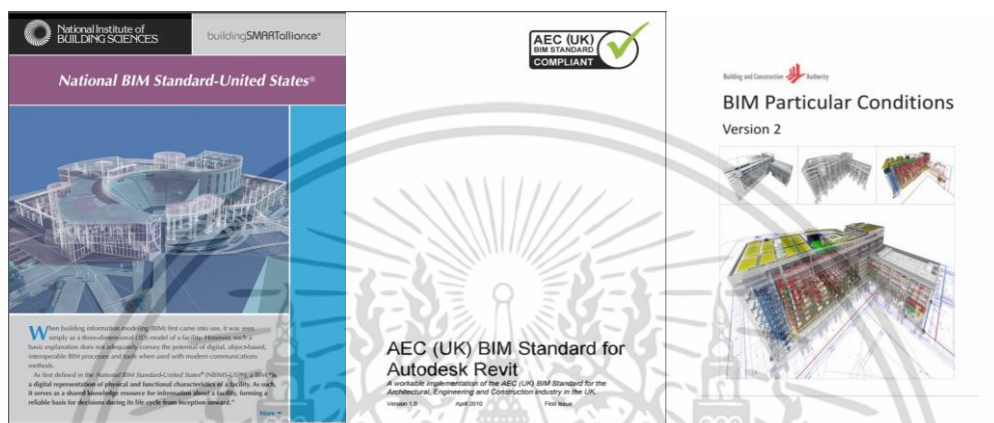 National Institute of
BUILDING SCIENCES
buildingSMARTalliance®
National BIM Standard-United States®
When building information modeling (BIM) first came into use, it was seen
simply as a three-dimensional (3D) model of a facility. However, such a
basic explanation does not adequately convey the potential of digital, object-based,
interoperable BIM processes and tools when used with modern communications
methods.
As first defined in the National BIM Standard-United States® (NBIMS-US™), a BIM "is
a digital representation of physical and functional characteristics of a facility. As such,
it serves as a shared knowledge resource for information about a facility, forming a
reliable basis for decisions during its life cycle from inception onward."
More
AEC (UK)
BIM STANDARD
COMPLIANT
AEC (UK) BIM Standard for
Autodesk Revit
A workable implementation of the AEC (UK) BIM Standard for the
Architectural, Engineering and Construction industry in the UK.
Version 1.0 April 2010 First Issue
Building and Construction Authority
BIM Particular Conditions
Version 2